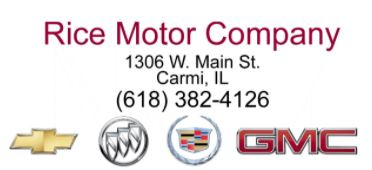 Rice Motor Company
1306 W. Main St.
Carmi, IL
(618) 382-4126
GMC